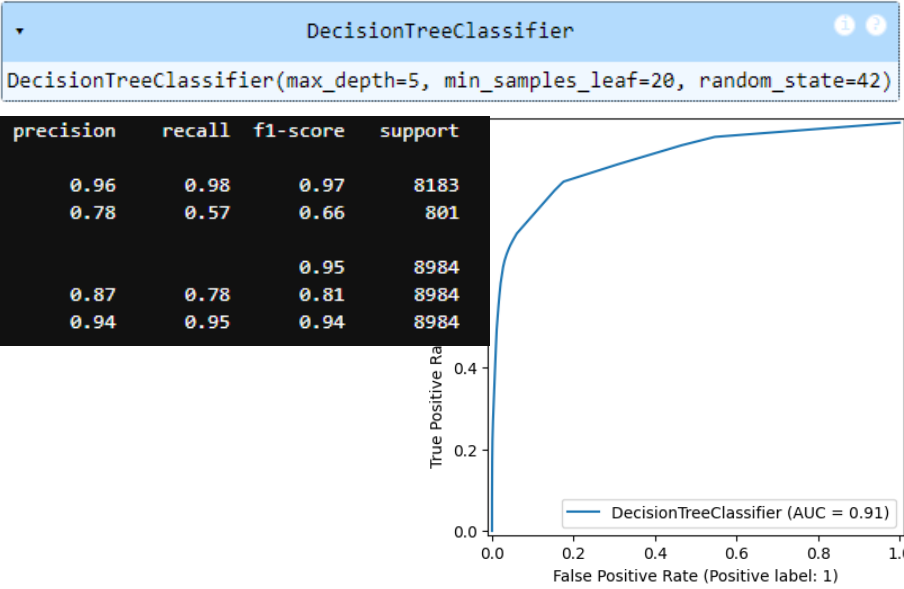 DecisionTreeClassifier
i ?
DecisionTreeClassifier(max_depth=5, min_samples_leaf=20, random_state=42)
precision recall f1-score support
0.96 0.98 0.97 8183
0.78 0.57 0.66 801
0.95 8984
0.87 0.78 0.81 8984
0.94 0.95 0.94 8984
True Positive Ra
0.4
0.2
0.0
DecisionTreeClassifier (AUC = 0.91)
0.0 0.2 0.4 0.6 0.8 1.0
False Positive Rate (Positive label: 1)